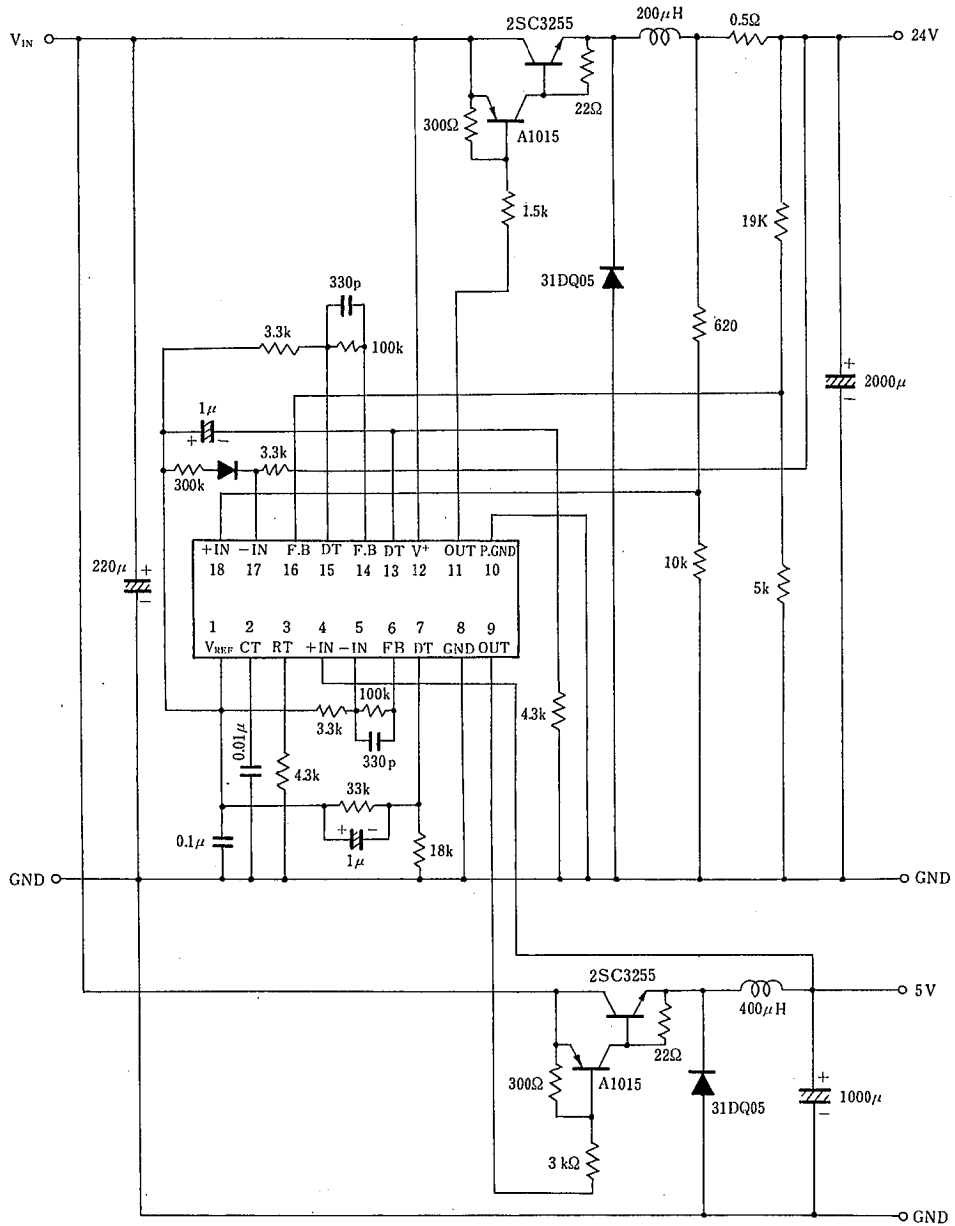 2SC3255
200μH
0.5Ω
V_IN
24V
22Ω
300Ω
A1015
1.5k
19K
31DQ05
330p
620
3.3k
100k
+
2000μ
−
1μ
+ −
3.3k
300k
+IN −IN F.B DT F.B DT V⁺ OUT P.GND
18 17 16 15 14 13 12 11 10
10k
220μ
+
−
5k
1 2 3 4 5 6 7 8 9
V_REF CT RT +IN −IN FB DT GND OUT
100k
3.3k
4.3k
330p
0.01μ
4.3k
33k
+ −
0.1μ
1μ
18k
GND
GND
2SC3255
5V
400μH
22Ω
300Ω
A1015
+
31DQ05
1000μ
−
3 kΩ
GND